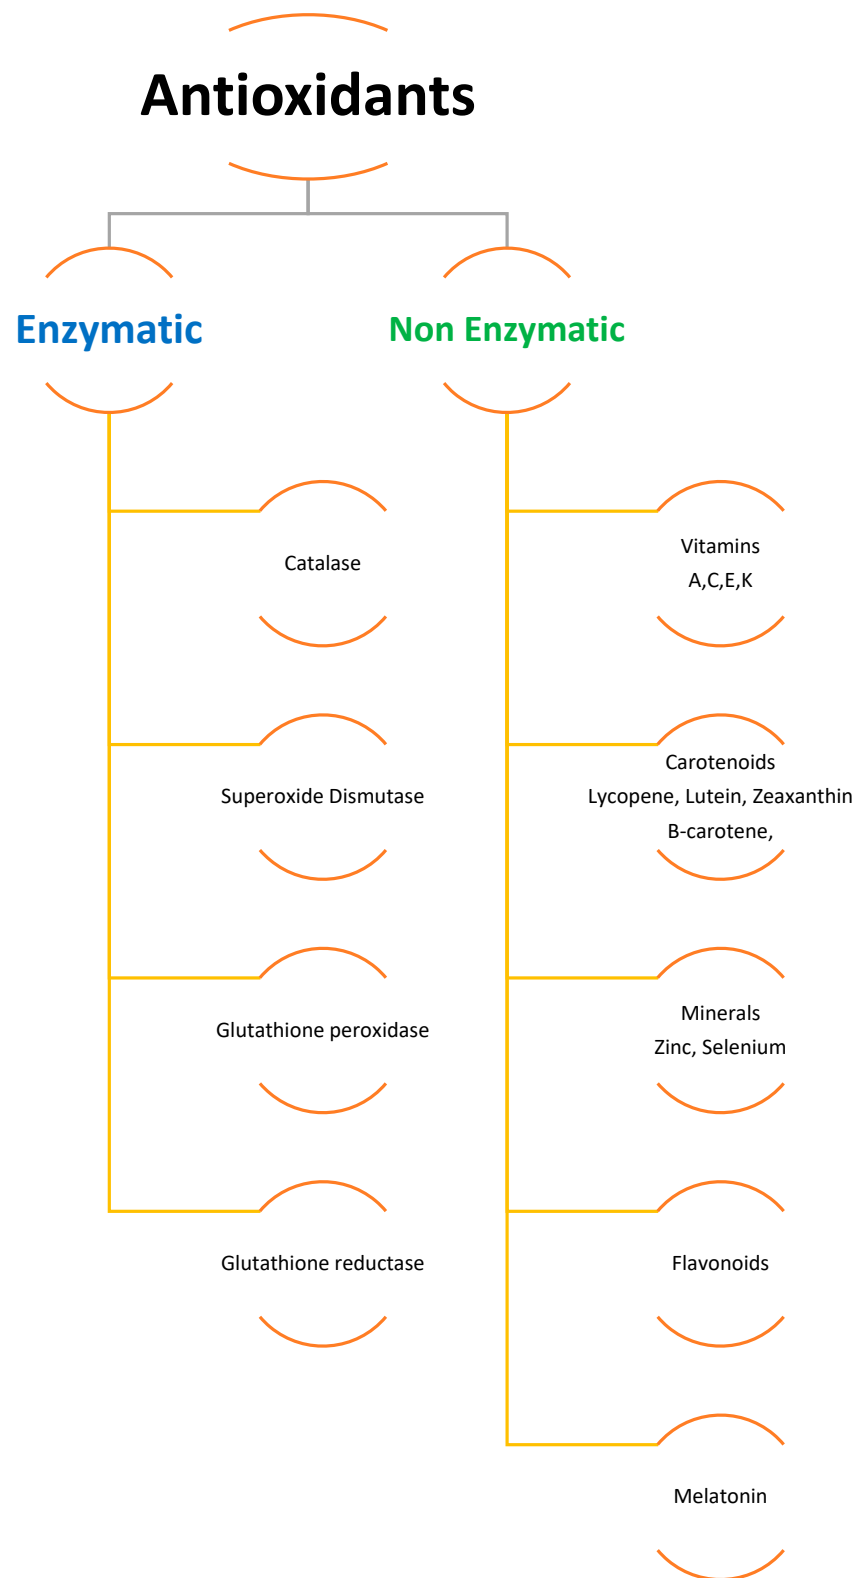 Antioxidants
Enzymatic
Catalase
Superoxide Dismutase
Glutathione peroxidase
Glutathione reductase
Non Enzymatic
Vitamins
A,C,E,K
Carotenoids
Lycopene, Lutein, Zeaxanthin
B-carotene,
Minerals
Zinc, Selenium
Flavonoids
Melatonin